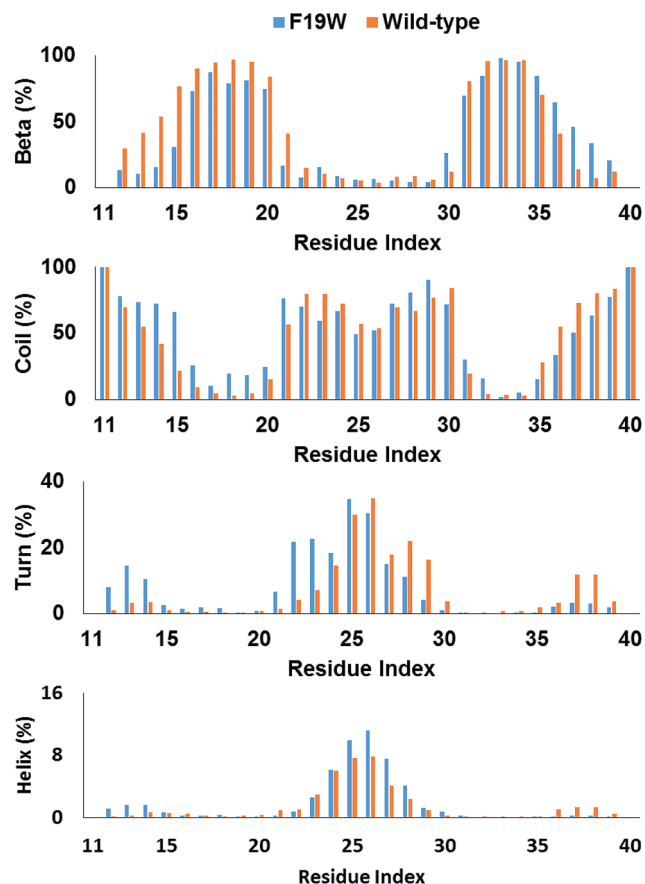 F19W Wild-type
Beta (%)
100
50
0
11 15 20 25 30 35 40
Residue Index
Coil (%)
100
50
0
11 15 20 25 30 35 40
Residue Index
Turn (%)
40
20
0
11 15 20 25 30 35 40
Residue Index
Helix (%)
16
8
0
11 15 20 25 30 35 40
Residue Index